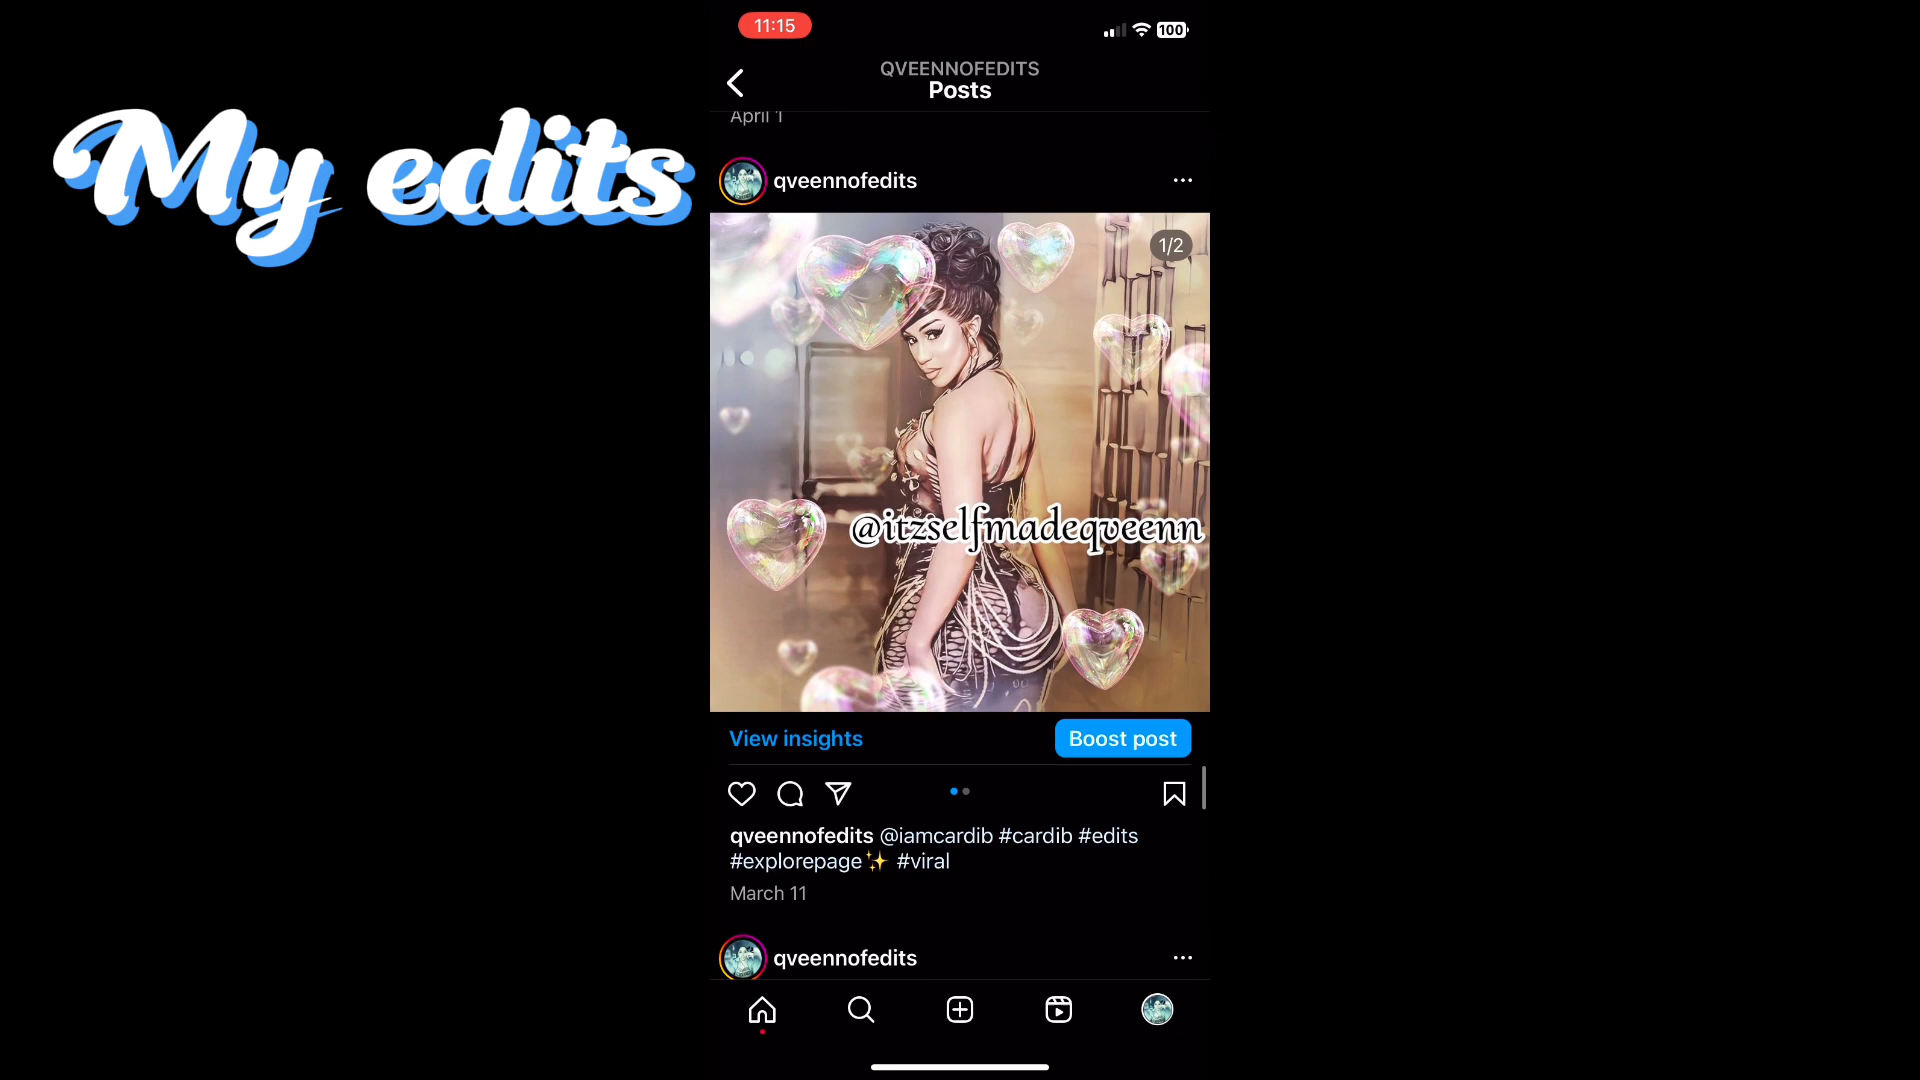 11:15
100
QVEENNOFEDITS
Posts
My edits
April 1
qveennofedits
1/2
@itzselfmadeqveenn
View insights
Boost post
qveennofedits @iamcardib #cardib #edits
#explorepage✨ #viral
March 11
qveennofedits